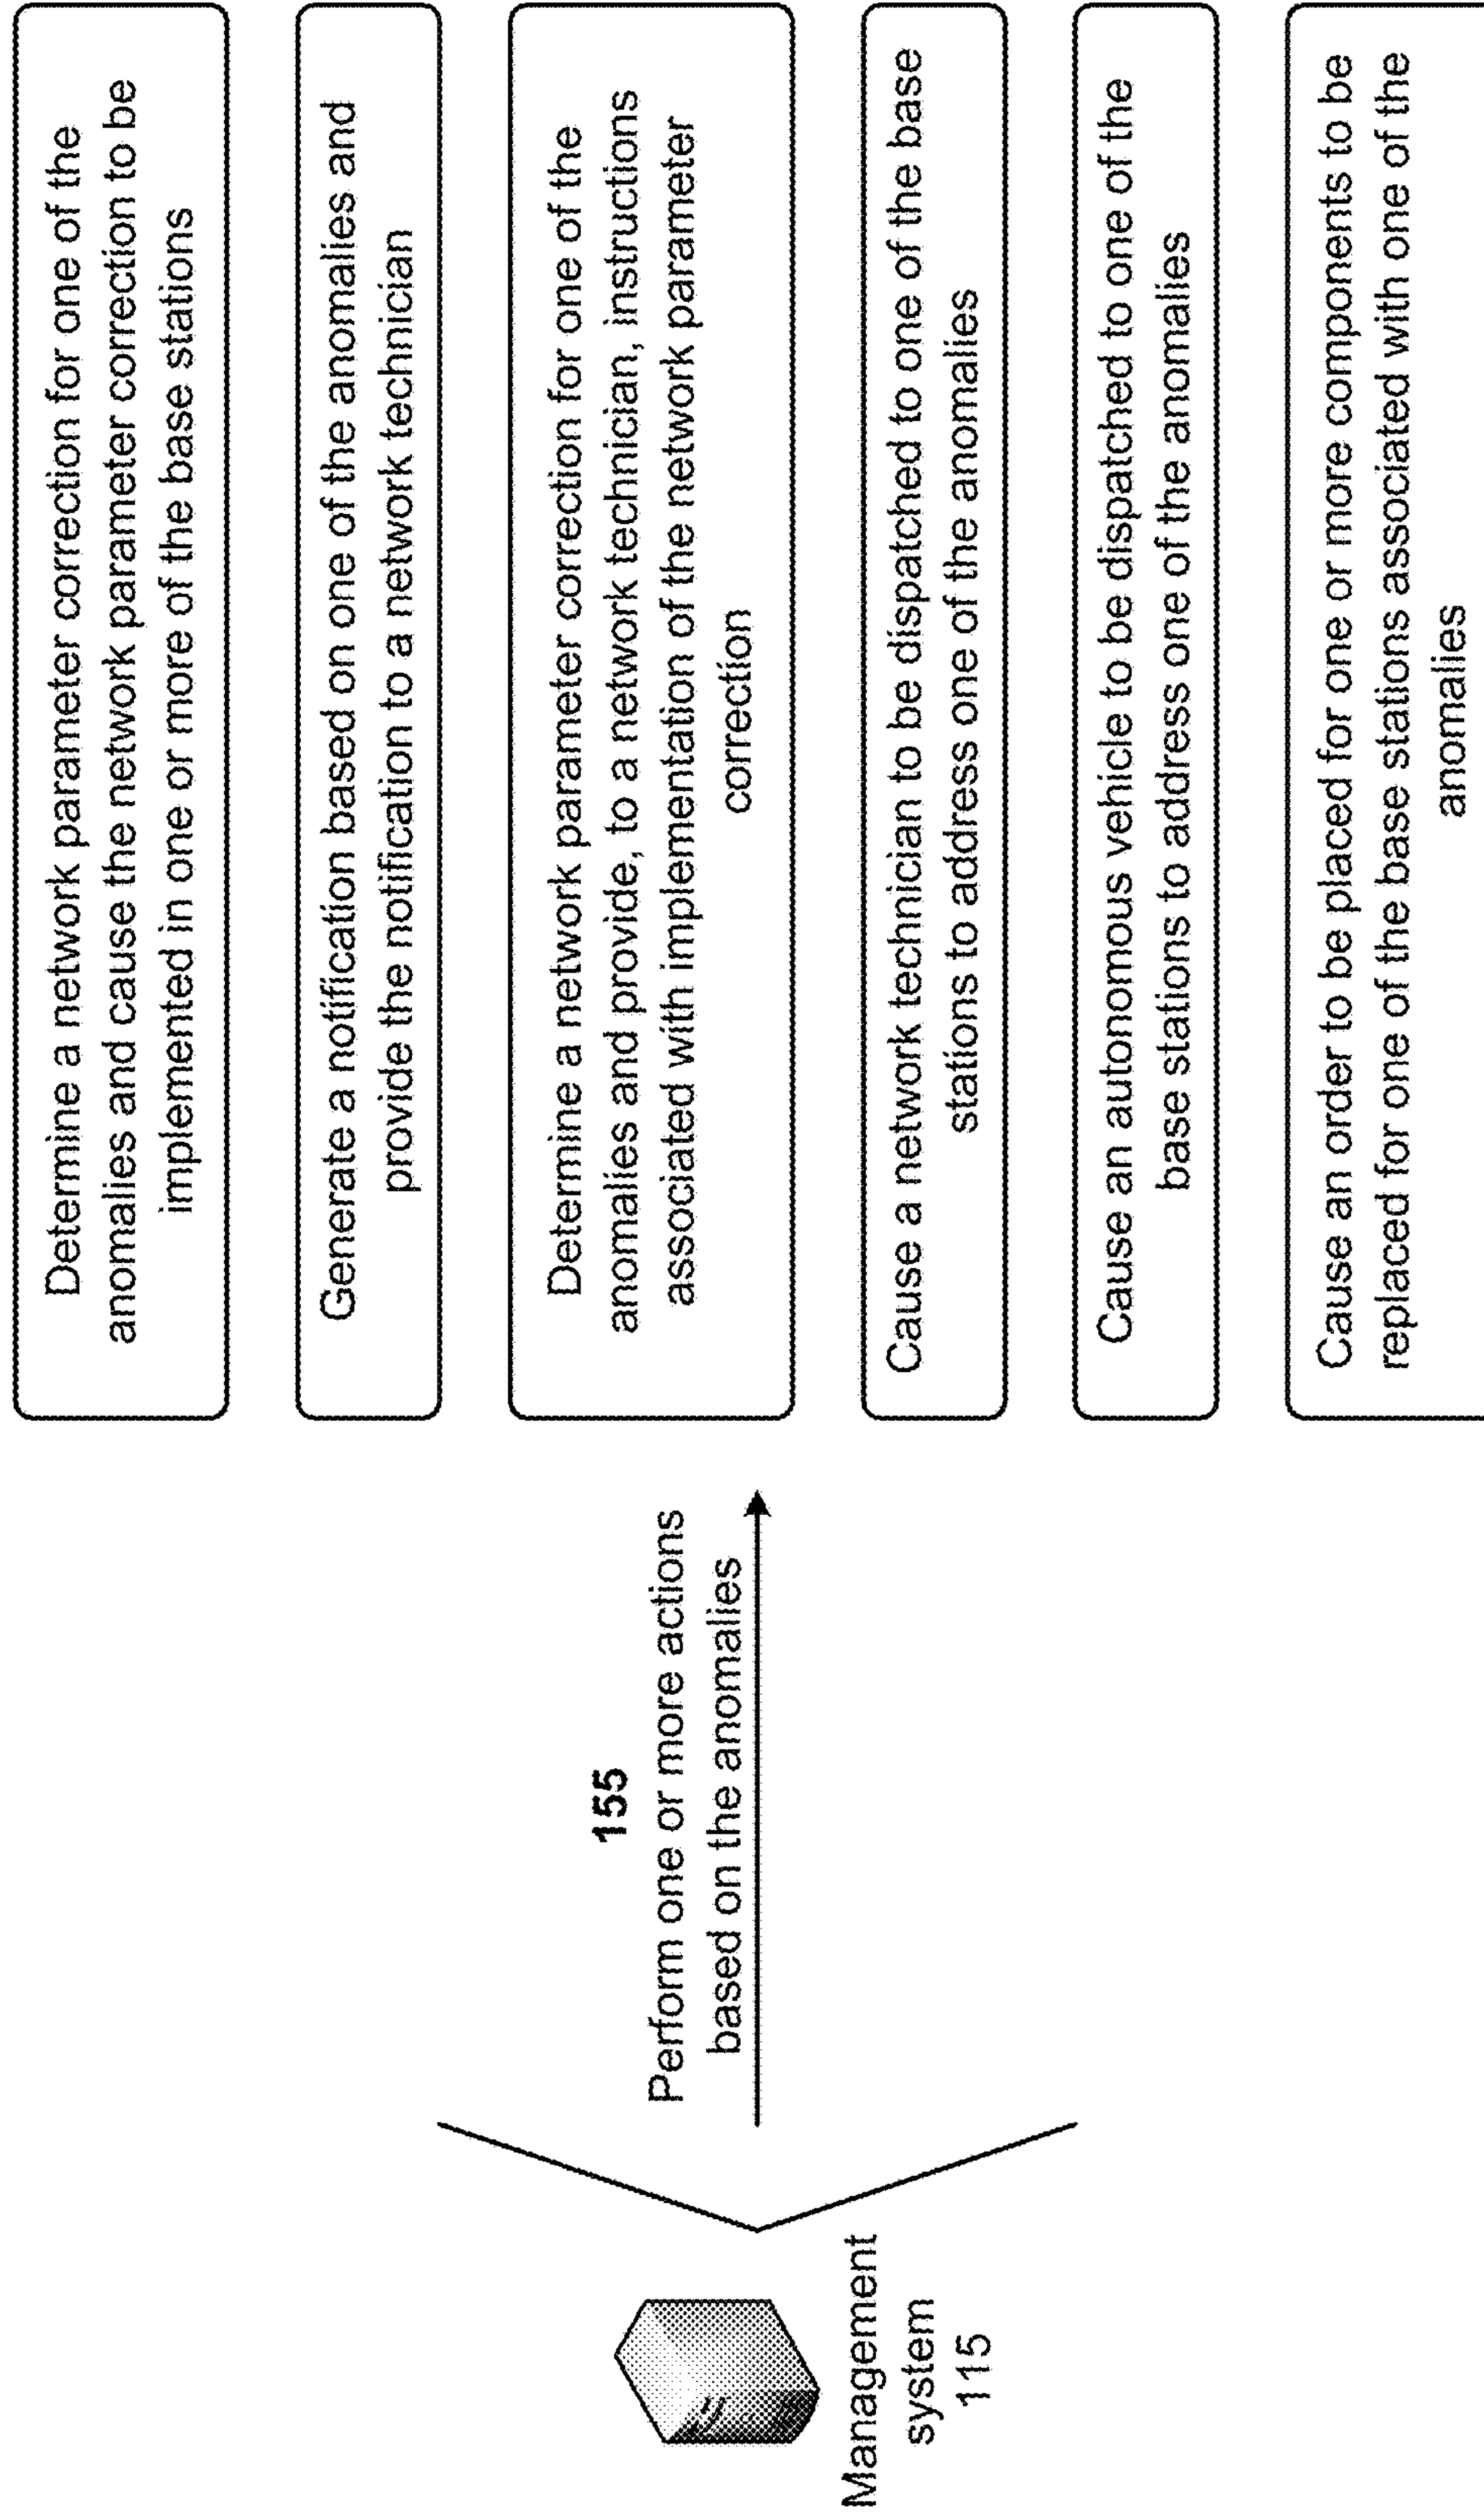 Management
system
115
155
Perform one or more actions
based on the anomalies
Determine a network parameter correction for one of the
anomalies and cause the network parameter correction to be
implemented in one or more of the base stations
Generate a notification based on one of the anomalies and
provide the notification to a network technician
Determine a network parameter correction for one of the
anomalies and provide, to a network technician, instructions
associated with implementation of the network parameter
correction
Cause a network technician to be dispatched to one of the base
stations to address one of the anomalies
Cause an autonomous vehicle to be dispatched to one of the
base stations to address one of the anomalies
Cause an order to be placed for one or more components to be
replaced for one of the base stations associated with one of the
anomalies